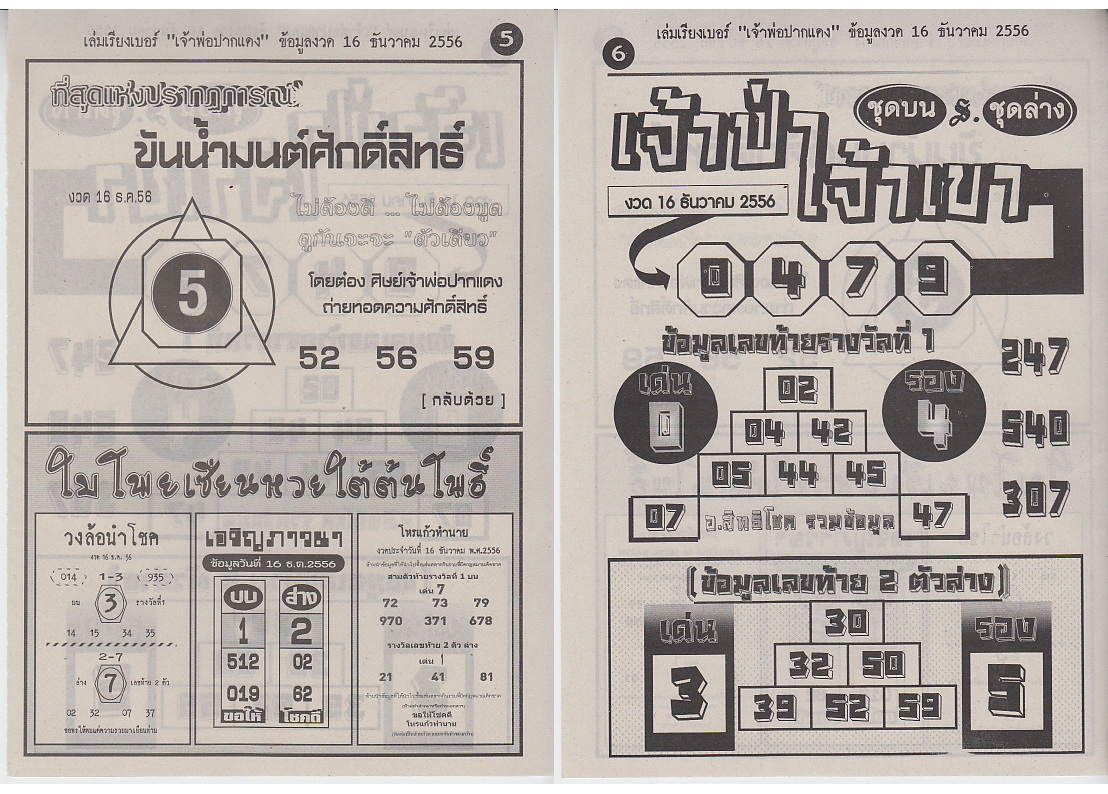 เล่มเรียงเบอร์ "เจ้าพ่อปากแดง" ข้อมูลงวด 16 ธันวาคม 2556
5
ที่สุดแห่งปรากฏการณ์
ขันน้ำมนต์ศักดิ์สิทธิ์
งวด 16 ธ.ค.56
ไม่ต้องตี ... ไม่ต้องขูด
ดูกันจะจะ "ตัวเดียว"
5
โดยต๋อง ศิษย์เจ้าพ่อปากแดง
ถ่ายทอดความศักดิ์สิทธิ์
52 56 59
[ กลับด้วย ]
ใบโพยเซียนหวยใต้ต้นโพธิ์
วงล้อนำโชค
งวด 16 ธ.ค. 56
014 1-3 935
บน 3 รางวัลที่1
14 15 34 35
2-7
ล่าง 7 เลขท้าย 2 ตัว
02 32 07 37
เจริญภาวนา
ข้อมูลวันที่ 16 ธ.ค.2556
บน ล่าง
1 2
512 02
019 62
ขอให้ โชคดี
โหรแก้วทำนาย
งวดประจำวันที่ 16 ธันวาคม พ.ศ.2556
สามตัวท้ายรางวัลที่ 1 บน
เด่น 7
72 73 79
970 371 678
รางวัลเลขท้าย 2 ตัว ล่าง
เด่น 1
21 41 81
ขอให้โชคดี
โหรแก้วทำนาย
6
เล่มเรียงเบอร์ "เจ้าพ่อปากแดง" ข้อมูลงวด 16 ธันวาคม 2556
ชุดบน ร. ชุดล่าง
เจ้าป่า
เจ้าเขา
งวด 16 ธันวาคม 2556
0 4 7 9
ข้อมูลเลขท้ายรางวัลที่ 1
เด่น 0
รอง 4
02
04 42
05 44 45
07 อ.สิทธิโชค รวมข้อมูล 47
247
540
307
(ข้อมูลเลขท้าย 2 ตัวล่าง)
เด่น 3
รอง 5
30
32 50
39 52 59